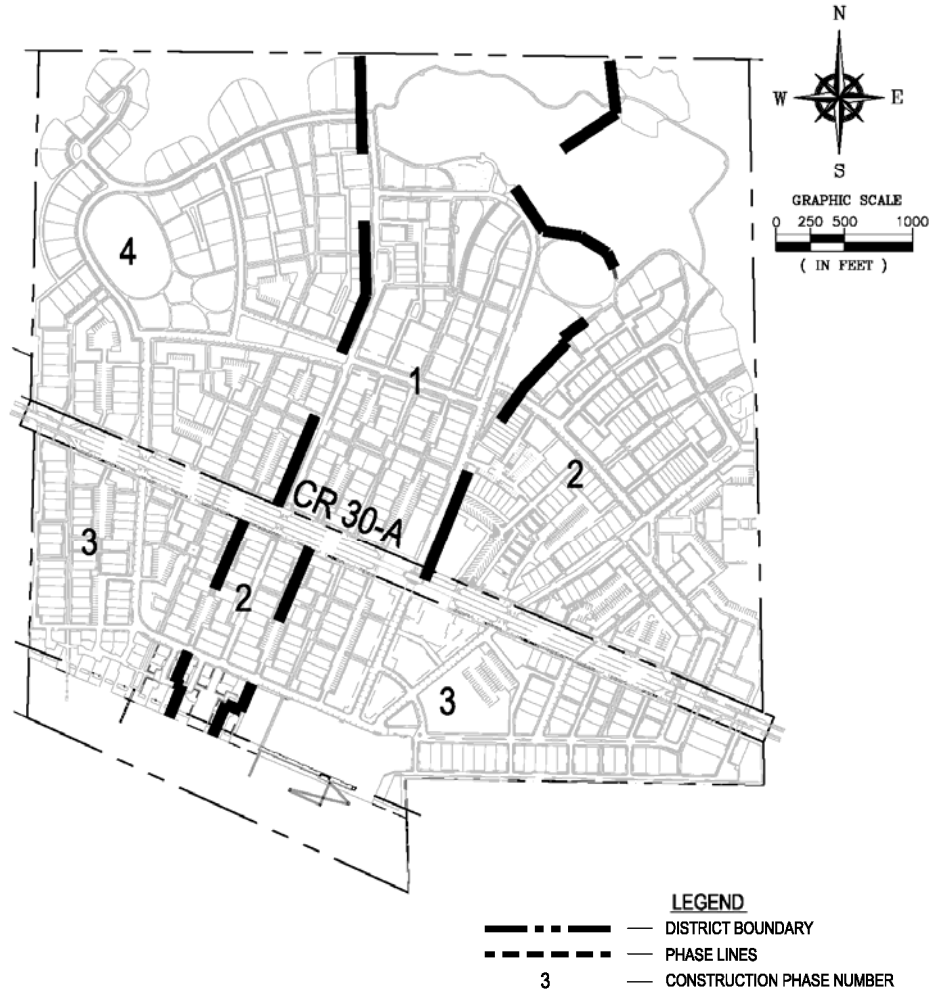 N
W E
S
GRAPHIC SCALE
0 250 500 1000
( IN FEET )
4
1
2
CR 30-A
3
2
3
LEGEND
DISTRICT BOUNDARY
PHASE LINES
3 CONSTRUCTION PHASE NUMBER